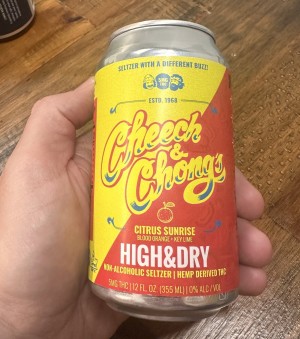 SELTZER WITH A DIFFERENT BUZZ!
ESTD. 1968
Cheech
&
Chong's
CITRUS SUNRISE
BLOOD ORANGE + KEY LIME
HIGH&DRY
NON-ALCOHOLIC SELTZER | HEMP DERIVED THC
5MG THC | 12 FL. OZ (355 ML) | 0% ALC / VOL